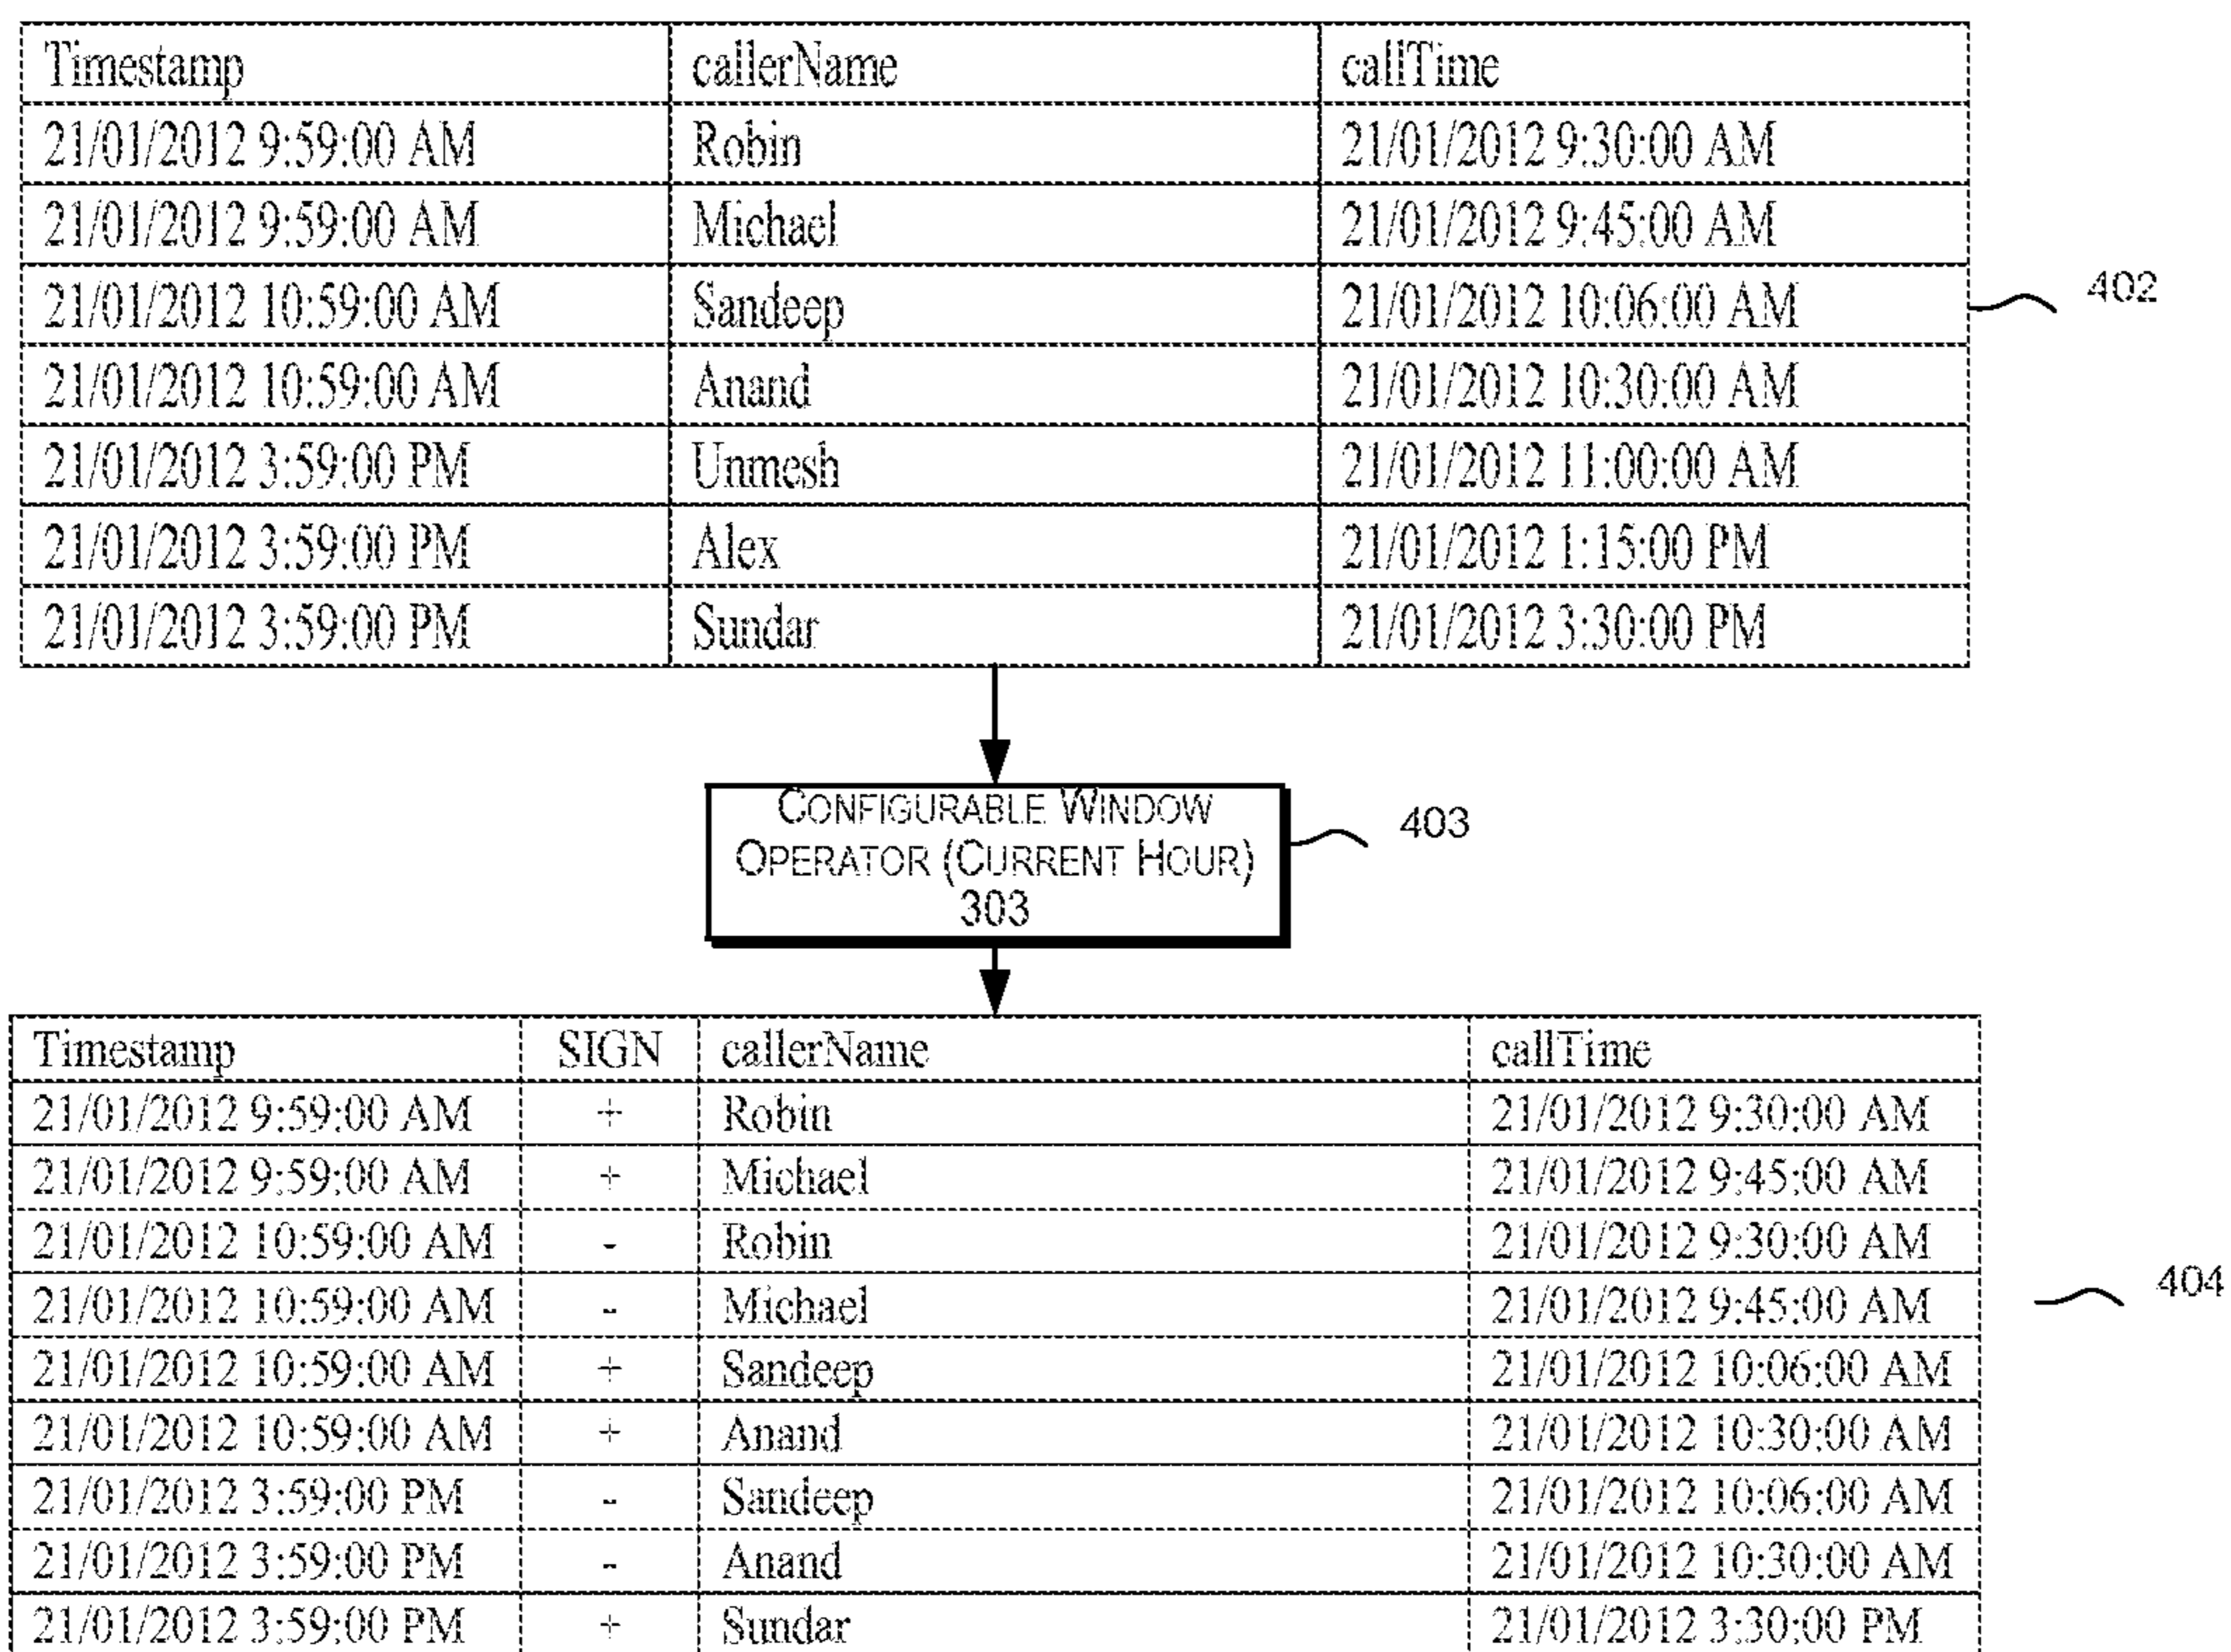 Timestamp callerName callTime
21/01/2012 9:59:00 AM Robin 21/01/2012 9:30:00 AM
21/01/2012 9:59:00 AM Michael 21/01/2012 9:45:00 AM
21/01/2012 10:59:00 AM Sandeep 21/01/2012 10:06:00 AM
402
21/01/2012 10:59:00 AM Anand 21/01/2012 10:30:00 AM
21/01/2012 3:59:00 PM Unmesh 21/01/2012 11:00:00 AM
21/01/2012 3:59:00 PM Alex 21/01/2012 1:15:00 PM
21/01/2012 3:59:00 PM Sundar 21/01/2012 3:30:00 PM
CONFIGURABLE WINDOW
OPERATOR (CURRENT HOUR)
303
403
Timestamp SIGN callerName callTime
21/01/2012 9:59:00 AM + Robin 21/01/2012 9:30:00 AM
21/01/2012 9:59:00 AM + Michael 21/01/2012 9:45:00 AM
21/01/2012 10:59:00 AM - Robin 21/01/2012 9:30:00 AM
21/01/2012 10:59:00 AM - Michael 21/01/2012 9:45:00 AM
404
21/01/2012 10:59:00 AM + Sandeep 21/01/2012 10:06:00 AM
21/01/2012 10:59:00 AM + Anand 21/01/2012 10:30:00 AM
21/01/2012 3:59:00 PM - Sandeep 21/01/2012 10:06:00 AM
21/01/2012 3:59:00 PM - Anand 21/01/2012 10:30:00 AM
21/01/2012 3:59:00 PM + Sundar 21/01/2012 3:30:00 PM